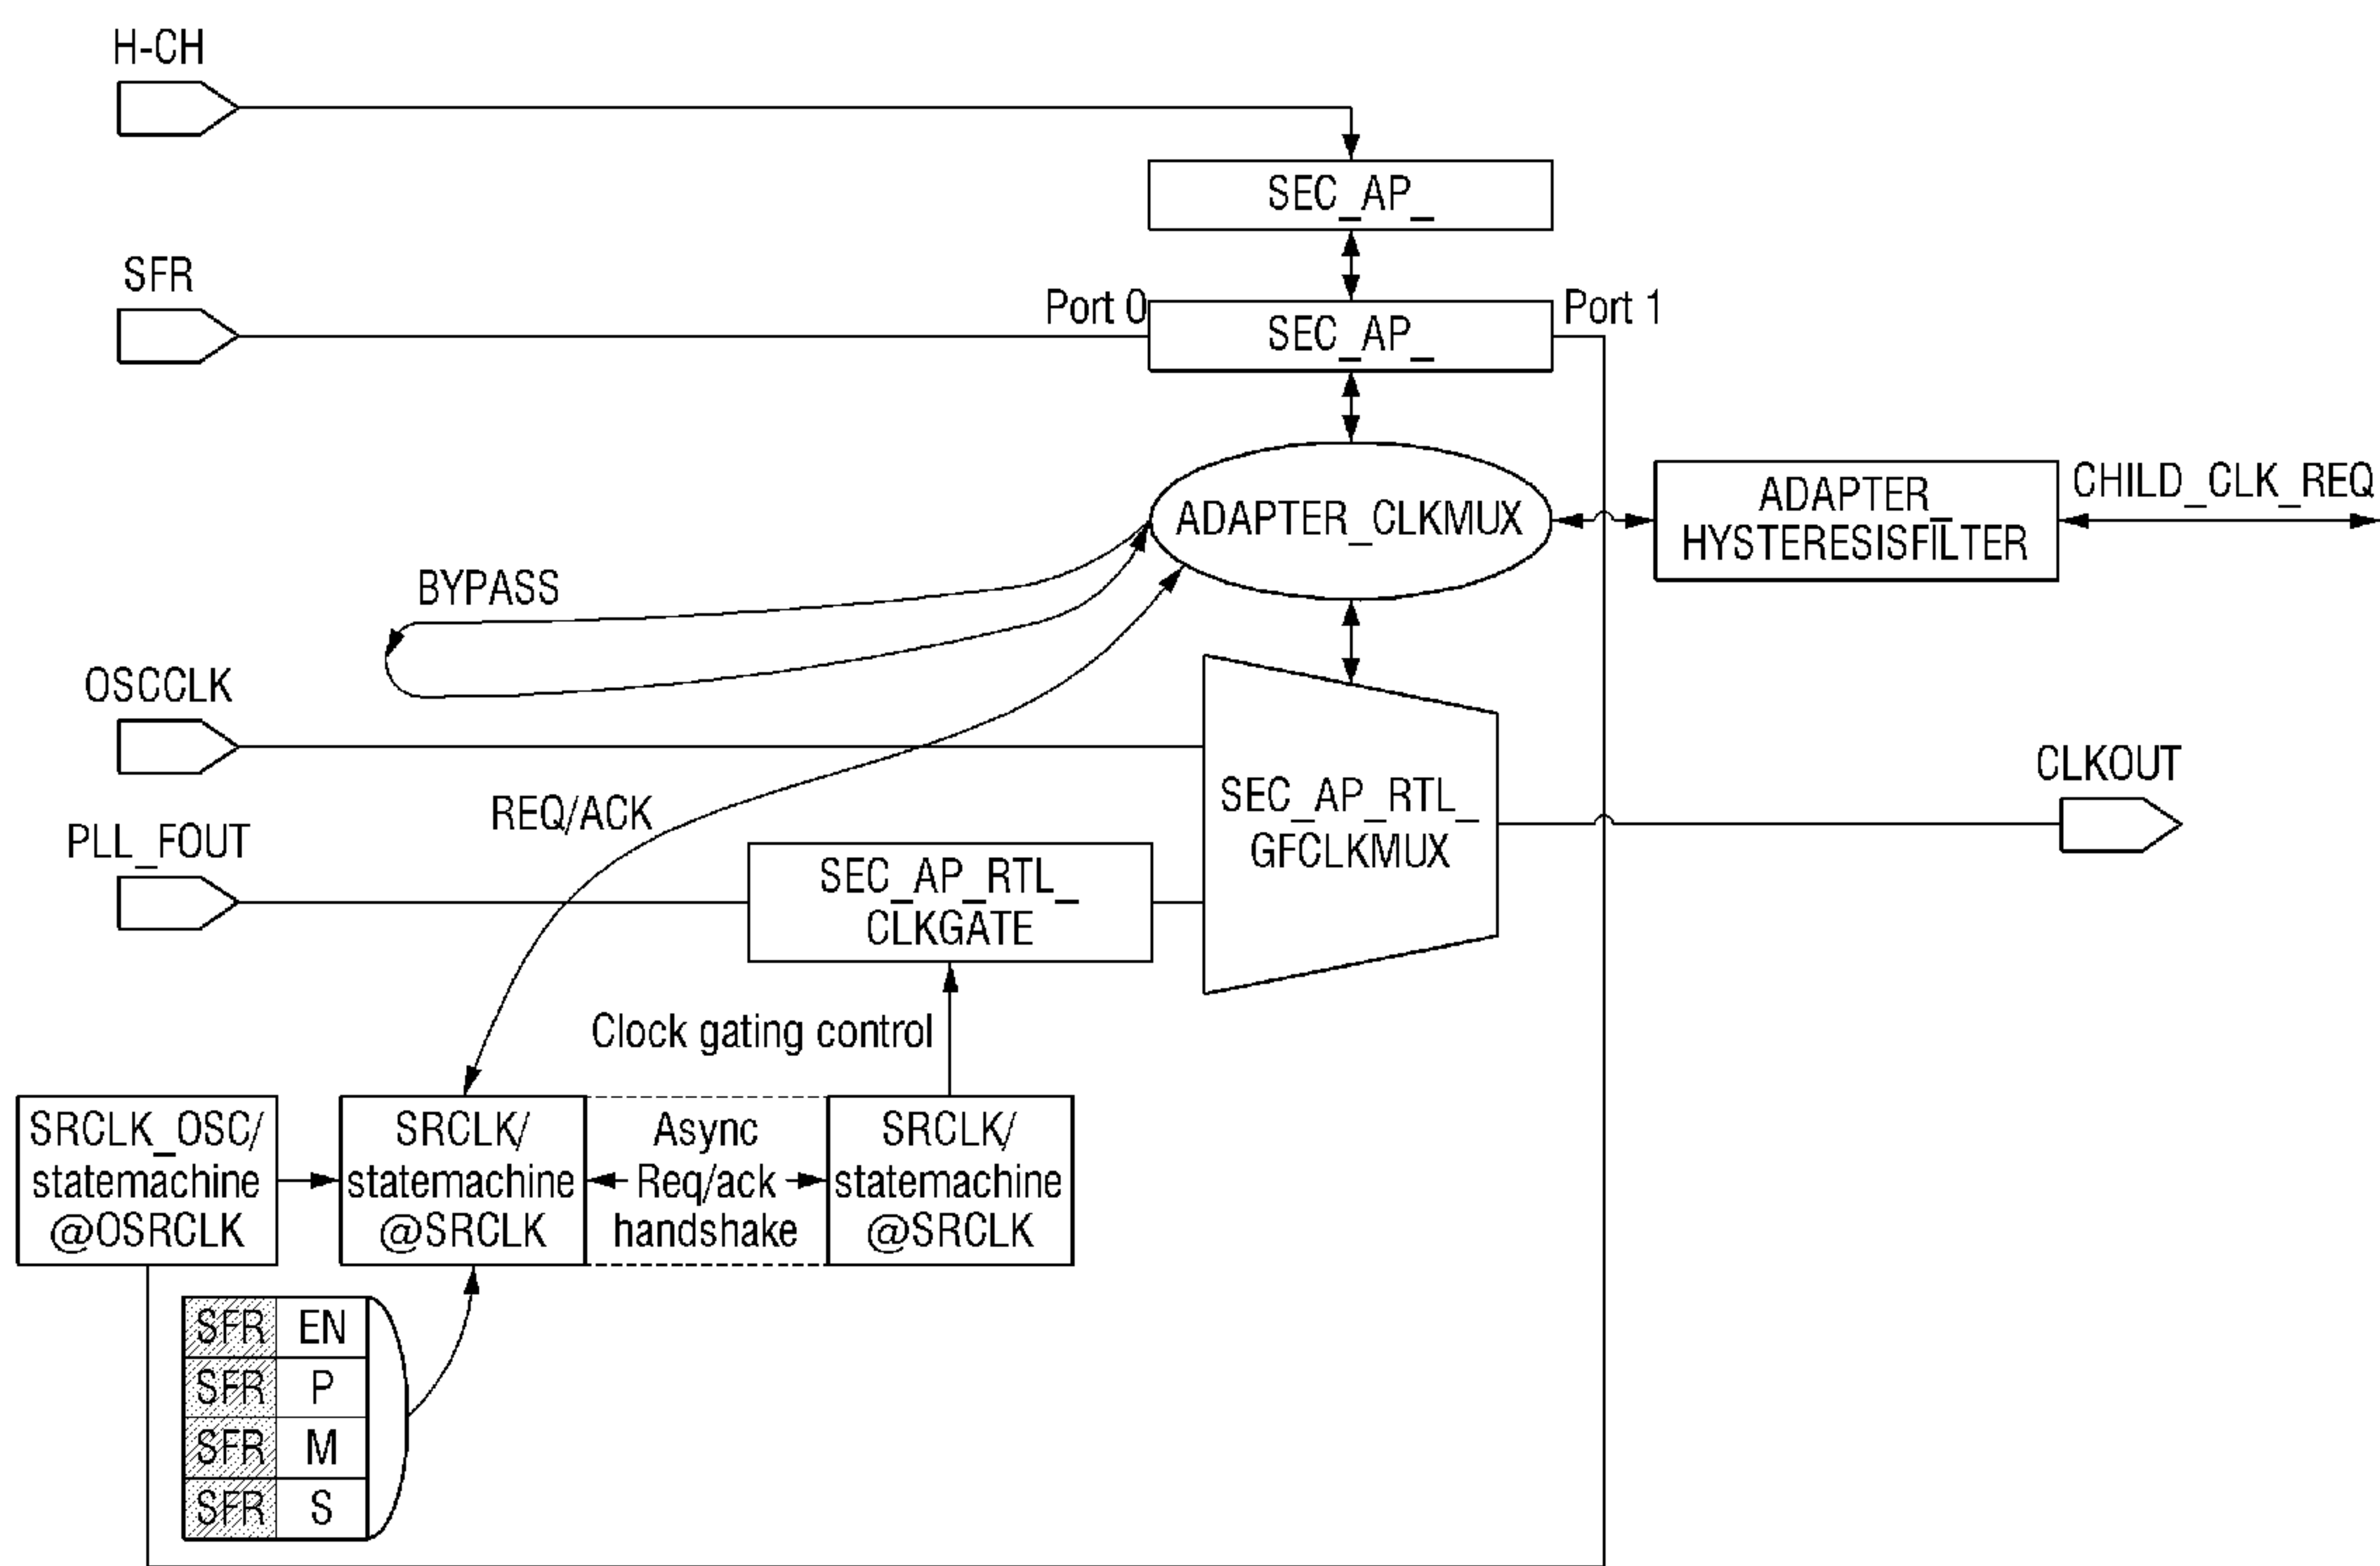 H-CH
SEC_AP_
SFR
Port 0
SEC_AP_
Port 1
ADAPTER_CLKMUX
ADAPTER_
HYSTERESISFILTER
CHILD_CLK_REQ
BYPASS
OSCCLK
REQ/ACK
PLL_FOUT
SEC_AP_RTL_
CLKGATE
SEC_AP_RTL_
GFCLKMUX
CLKOUT
Clock gating control
SRCLK_OSC/
statemachine
@OSRCLK
SRCLK/
statemachine
@SRCLK
Async
Req/ack
handshake
SRCLK/
statemachine
@SRCLK
SFR EN
SFR P
SFR M
SFR S